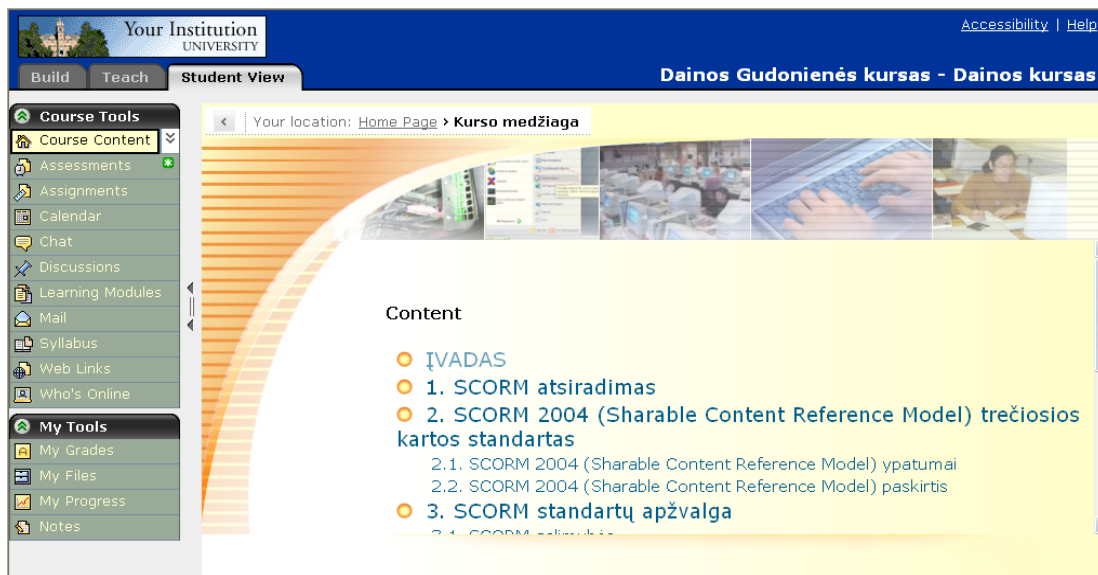 Your Institution
UNIVERSITY
Accessibility | Help
Build Teach Student View
Dainos Gudonienės kursas - Dainos kursas
Course Tools
Course Content
Assessments
Assignments
Calendar
Chat
Discussions
Learning Modules
Mail
Syllabus
Web Links
Who's Online
My Tools
My Grades
My Files
My Progress
Notes
Your location: Home Page › Kurso medžiaga
Content
ĮVADAS
1. SCORM atsiradimas
2. SCORM 2004 (Sharable Content Reference Model) trečiosios
kartos standartas
2.1. SCORM 2004 (Sharable Content Reference Model) ypatumai
2.2. SCORM 2004 (Sharable Content Reference Model) paskirtis
3. SCORM standartų apžvalga
3.1. SCORM galimybės